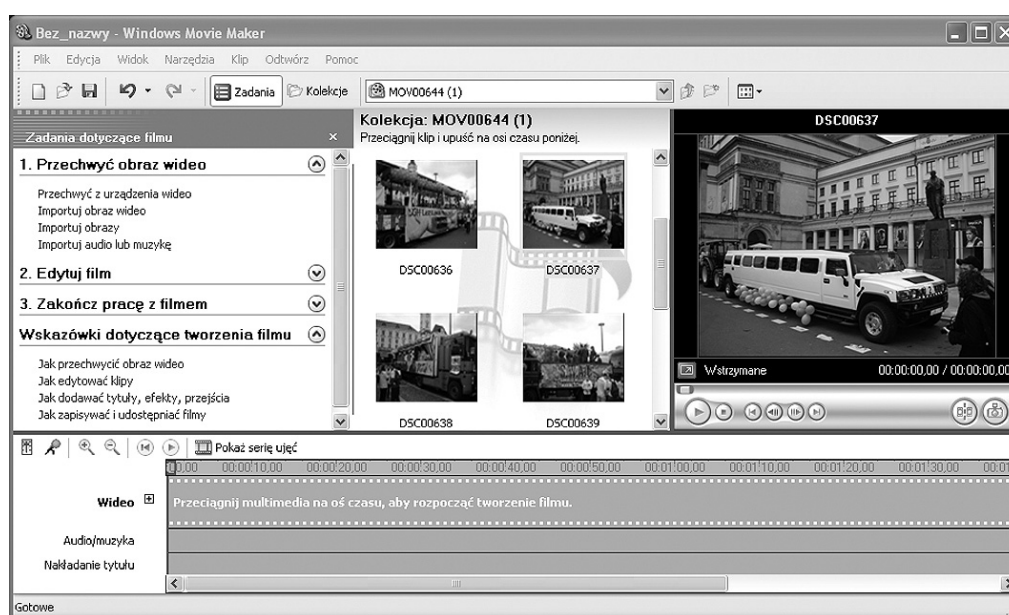 Bez_nazwy - Windows Movie Maker
Plik Edycja Widok Narzędzia Klip Odtwórz Pomoc
Zadania Kolekcje MOV00644 (1)
Zadania dotyczące filmu
1. Przechwyć obraz wideo
Przechwyć z urządzenia wideo
Importuj obraz wideo
Importuj obrazy
Importuj audio lub muzykę
2. Edytuj film
3. Zakończ pracę z filmem
Wskazówki dotyczące tworzenia filmu
Jak przechwycić obraz wideo
Jak edytować klipy
Jak dodawać tytuły, efekty, przejścia
Jak zapisywać i udostępniać filmy
Kolekcja: MOV00644 (1)
Przeciągnij klip i upuść na osi czasu poniżej.
DSC00636 DSC00637
DSC00638 DSC00639
DSC00637
Wstrzymane 00:00:00,00 / 00:00:00,00
Pokaż serię ujęć
00:00:10,00 00:00:20,00 00:00:30,00 00:00:40,00 00:00:50,00 00:01:00,00 00:01:10,00 00:01:20,00 00:01:30,00
Wideo Przeciągnij multimedia na oś czasu, aby rozpocząć tworzenie filmu.
Audio/muzyka
Nakładanie tytułu
Gotowe